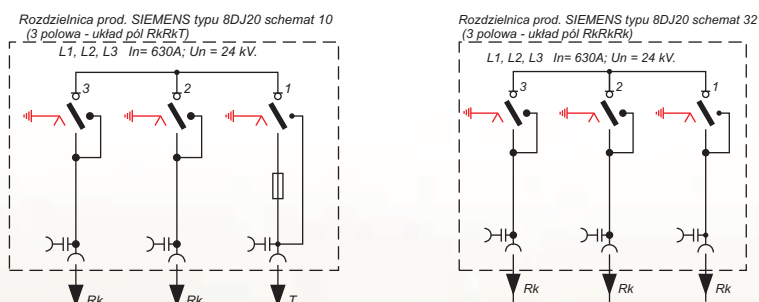 Rozdzielnica prod. SIEMENS typu 8DJ20 schemat 10
(3 polowa - układ pól RkRkT)
L1, L2, L3 In= 630A; Un = 24 kV.
3
2
1
Rk
Rk
T
Rozdzielnica prod. SIEMENS typu 8DJ20 schemat 32
(3 polowa - układ pól RkRkRk)
L1, L2, L3 In= 630A; Un = 24 kV.
3
2
1
Rk
Rk
Rk